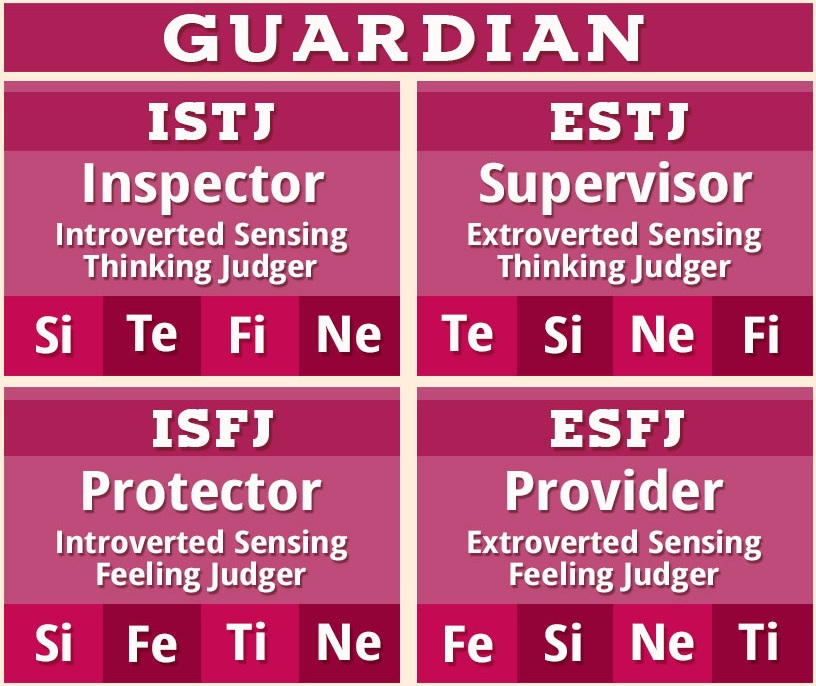 GUARDIAN
ISTJ
Inspector
Introverted Sensing
Thinking Judger
Si Te Fi Ne
ESTJ
Supervisor
Extroverted Sensing
Thinking Judger
Te Si Ne Fi
ISFJ
Protector
Introverted Sensing
Feeling Judger
Si Fe Ti Ne
ESFJ
Provider
Extroverted Sensing
Feeling Judger
Fe Si Ne Ti